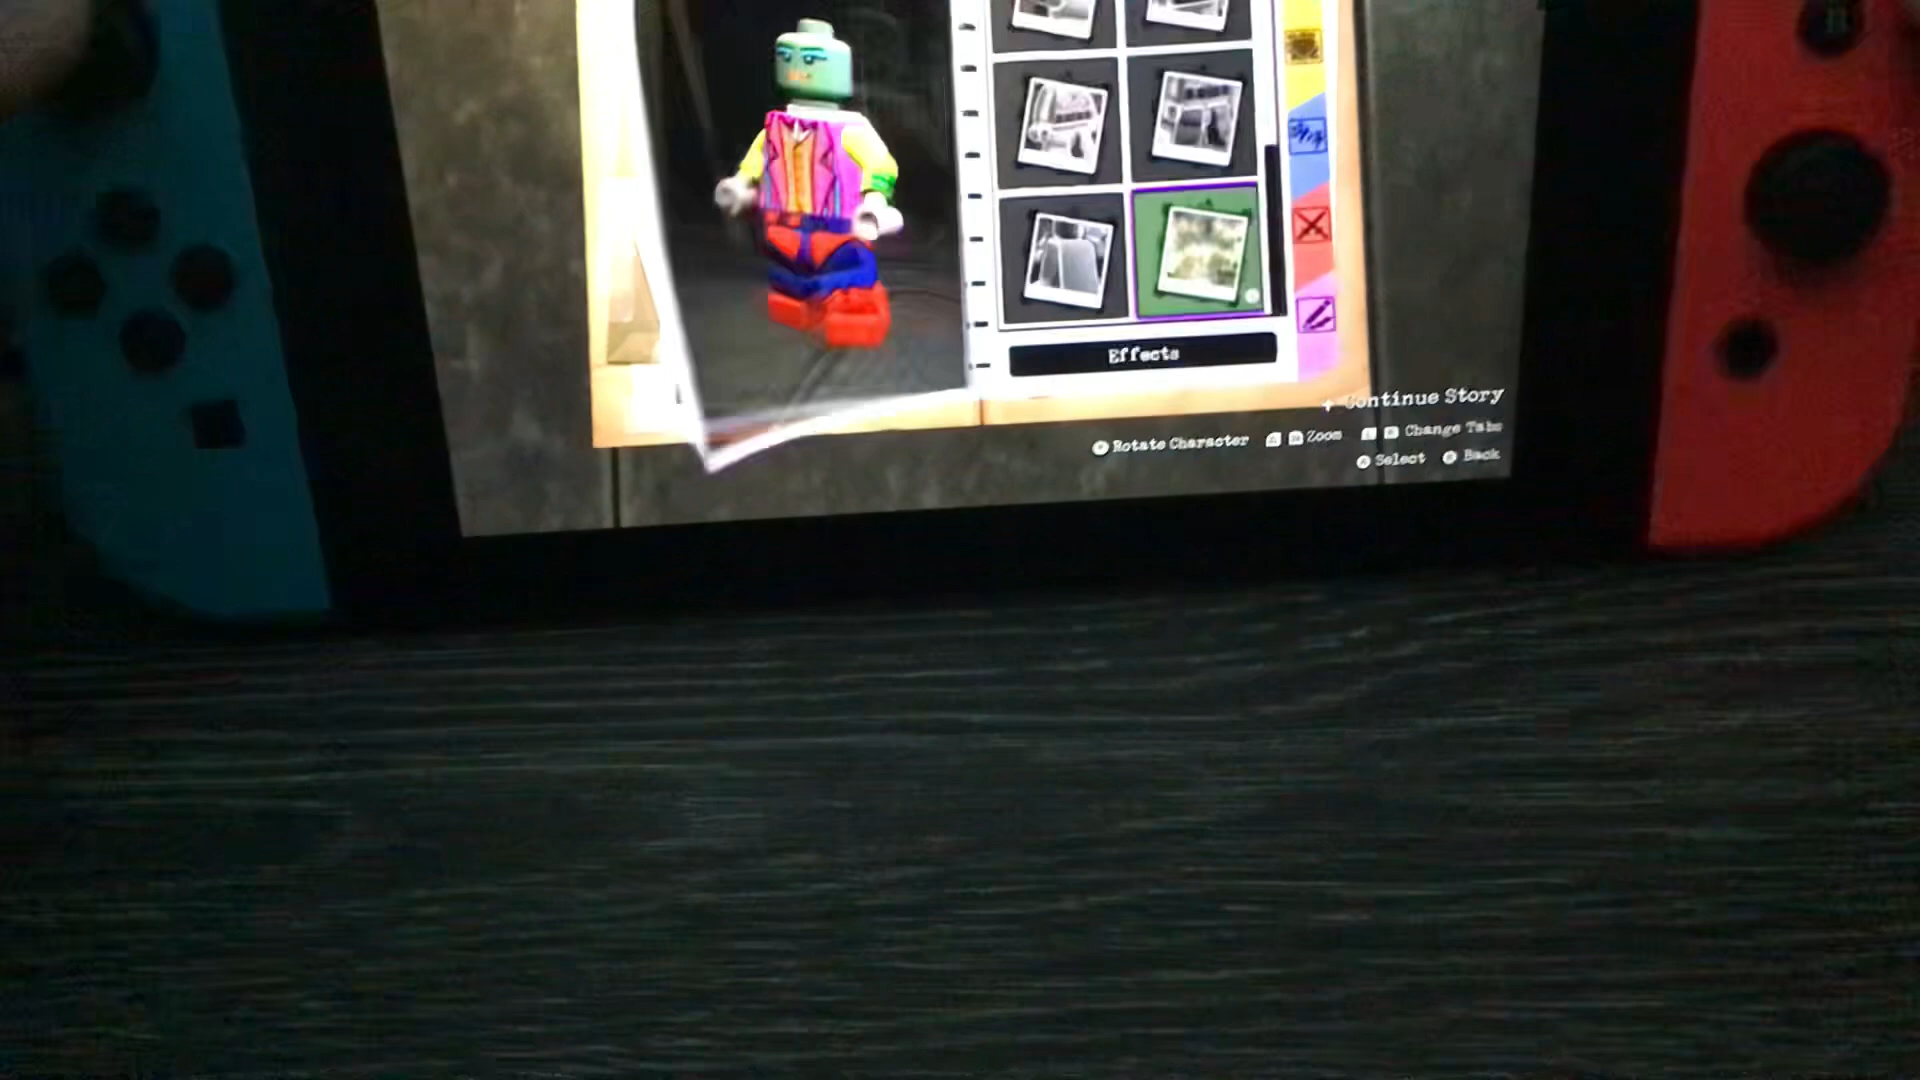 Effects
+ Continue Story
Rotate Character Zoom Change Tabs
Select Back